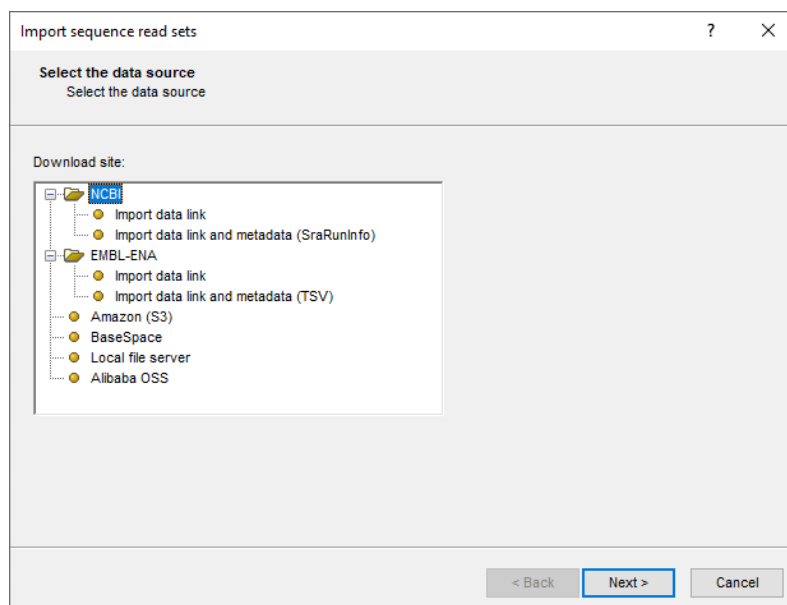 Import sequence read sets
Select the data source
Select the data source
Download site:
NCBI
Import data link
Import data link and metadata (SraRunInfo)
EMBL-ENA
Import data link
Import data link and metadata (TSV)
Amazon (S3)
BaseSpace
Local file server
Alibaba OSS
< Back Next > Cancel